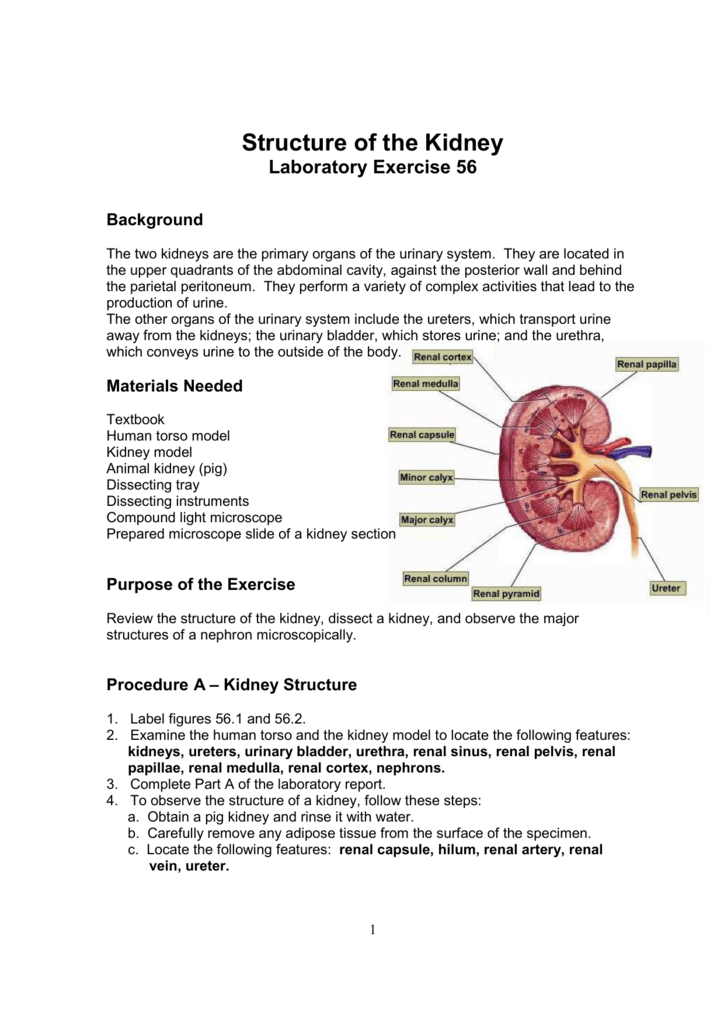 Structure of the Kidney
Laboratory Exercise 56
Background
The two kidneys are the primary organs of the urinary system.  They are located in
the upper quadrants of the abdominal cavity, against the posterior wall and behind
the parietal peritoneum.  They perform a variety of complex activities that lead to the
production of urine.
The other organs of the urinary system include the ureters, which transport urine
away from the kidneys; the urinary bladder, which stores urine; and the urethra,
which conveys urine to the outside of the body.
Materials Needed
Textbook
Human torso model
Kidney model
Animal kidney (pig)
Dissecting tray
Dissecting instruments
Compound light microscope
Prepared microscope slide of a kidney section
Renal cortex
Renal papilla
Renal medulla
Renal capsule
Minor calyx
Renal pelvis
Major calyx
Renal column
Renal pyramid
Ureter
Purpose of the Exercise
Review the structure of the kidney, dissect a kidney, and observe the major
structures of a nephron microscopically.
Procedure A – Kidney Structure
1.  Label figures 56.1 and 56.2.
2.  Examine the human torso and the kidney model to locate the following features:
kidneys, ureters, urinary bladder, urethra, renal sinus, renal pelvis, renal
papillae, renal medulla, renal cortex, nephrons.
3.  Complete Part A of the laboratory report.
4.  To observe the structure of a kidney, follow these steps:
a.  Obtain a pig kidney and rinse it with water.
b.  Carefully remove any adipose tissue from the surface of the specimen.
c.  Locate the following features:  renal capsule, hilum, renal artery, renal
vein, ureter.
1